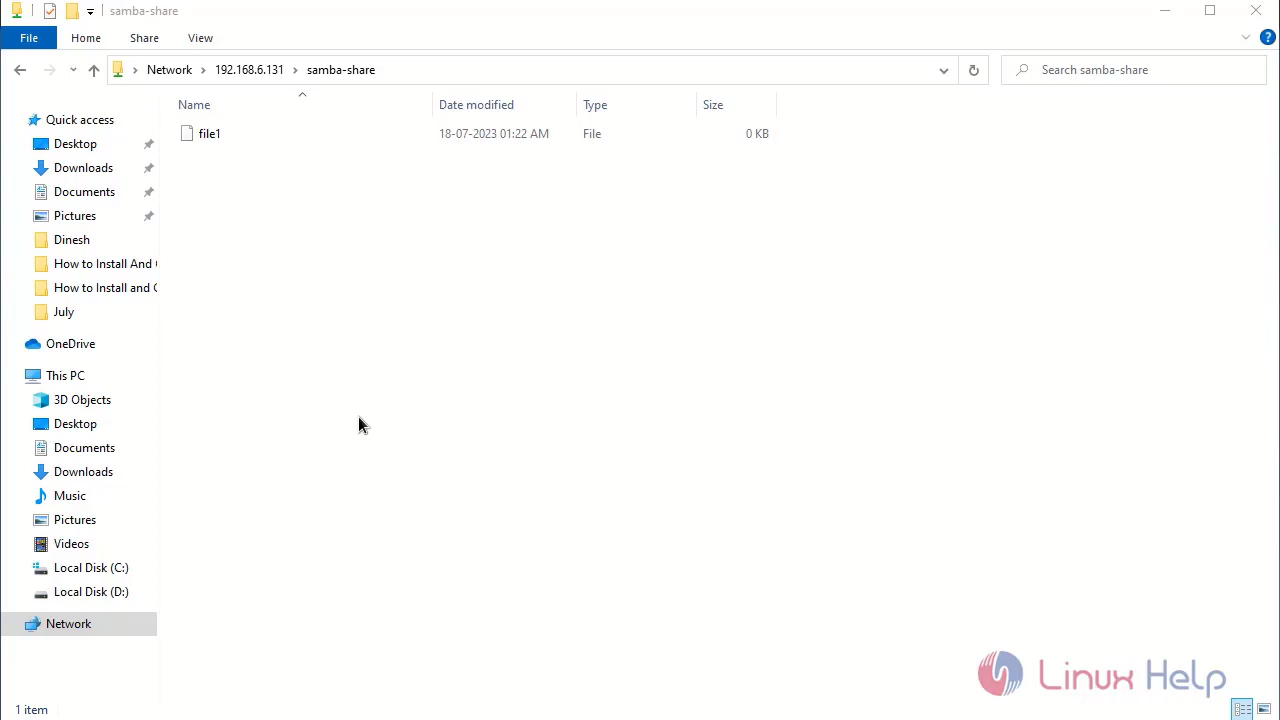 samba-share
File Home Share View
Network 192.168.6.131 samba-share
Search samba-share
Name Date modified Type Size
file1 18-07-2023 01:22 AM File 0 KB
Quick access
Desktop
Downloads
Documents
Pictures
Dinesh
How to Install And
How to Install and
July
OneDrive
This PC
3D Objects
Desktop
Documents
Downloads
Music
Pictures
Videos
Local Disk (C:)
Local Disk (D:)
Network
Linux Help
1 item